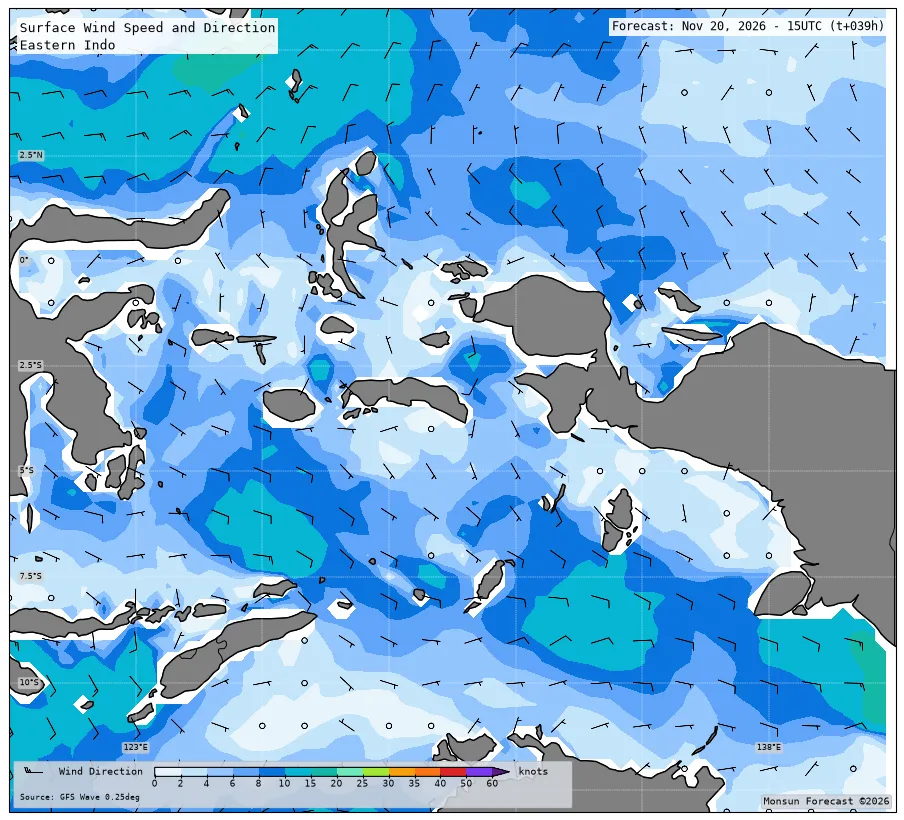 Surface Wind Speed and Direction
Eastern Indo
Forecast: Nov 20, 2026 - 15UTC (t+039h)
2.5°N
0°
2.5°S
5°S
7.5°S
10°S
123°E
138°E
Wind Direction
0 2 4 6 8 10 15 20 25 30 35 40 50 60
knots
Source: GFS Wave 0.25deg
Monsun Forecast ©2026